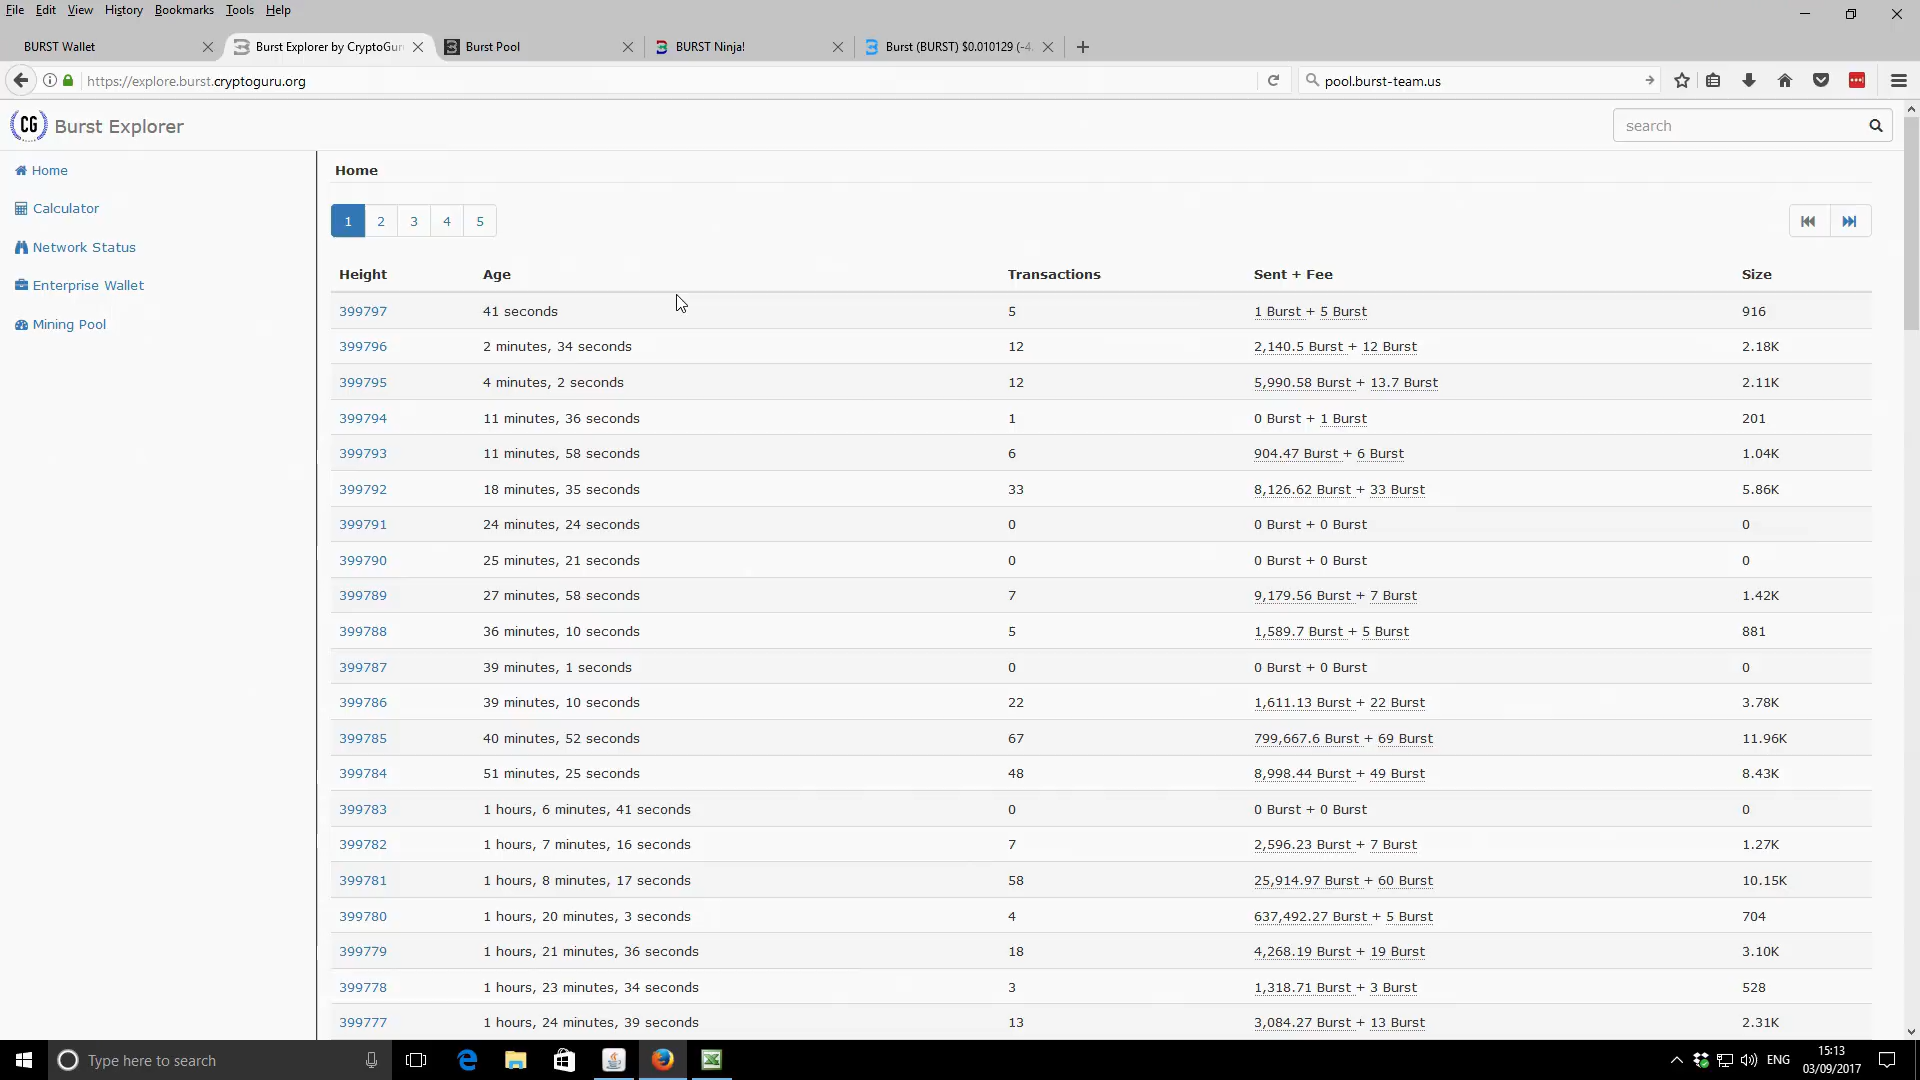 File Edit View History Bookmarks Tools Help
BURST Wallet Burst Explorer by CryptoGur Burst Pool BURST Ninja! Burst (BURST) $0.010129 (-4.
https://explore.burst.cryptoguru.org pool.burst-team.us
CG Burst Explorer search
Home
Calculator
Network Status
Enterprise Wallet
Mining Pool
Home
1 2 3 4 5
Height Age Transactions Sent + Fee Size
399797 41 seconds 5 1 Burst + 5 Burst 916
399796 2 minutes, 34 seconds 12 2,140.5 Burst + 12 Burst 2.18K
399795 4 minutes, 2 seconds 12 5,990.58 Burst + 13.7 Burst 2.11K
399794 11 minutes, 36 seconds 1 0 Burst + 1 Burst 201
399793 11 minutes, 58 seconds 6 904.47 Burst + 6 Burst 1.04K
399792 18 minutes, 35 seconds 33 8,126.62 Burst + 33 Burst 5.86K
399791 24 minutes, 24 seconds 0 0 Burst + 0 Burst 0
399790 25 minutes, 21 seconds 0 0 Burst + 0 Burst 0
399789 27 minutes, 58 seconds 7 9,179.56 Burst + 7 Burst 1.42K
399788 36 minutes, 10 seconds 5 1,589.7 Burst + 5 Burst 881
399787 39 minutes, 1 seconds 0 0 Burst + 0 Burst 0
399786 39 minutes, 10 seconds 22 1,611.13 Burst + 22 Burst 3.78K
399785 40 minutes, 52 seconds 67 799,667.6 Burst + 69 Burst 11.96K
399784 51 minutes, 25 seconds 48 8,998.44 Burst + 49 Burst 8.43K
399783 1 hours, 6 minutes, 41 seconds 0 0 Burst + 0 Burst 0
399782 1 hours, 7 minutes, 16 seconds 7 2,596.23 Burst + 7 Burst 1.27K
399781 1 hours, 8 minutes, 17 seconds 58 25,914.97 Burst + 60 Burst 10.15K
399780 1 hours, 20 minutes, 3 seconds 4 637,492.27 Burst + 5 Burst 704
399779 1 hours, 21 minutes, 36 seconds 18 4,268.19 Burst + 19 Burst 3.10K
399778 1 hours, 23 minutes, 34 seconds 3 1,318.71 Burst + 3 Burst 528
399777 1 hours, 24 minutes, 39 seconds 13 3,084.27 Burst + 13 Burst 2.31K
Type here to search ENG 15:13
03/09/2017